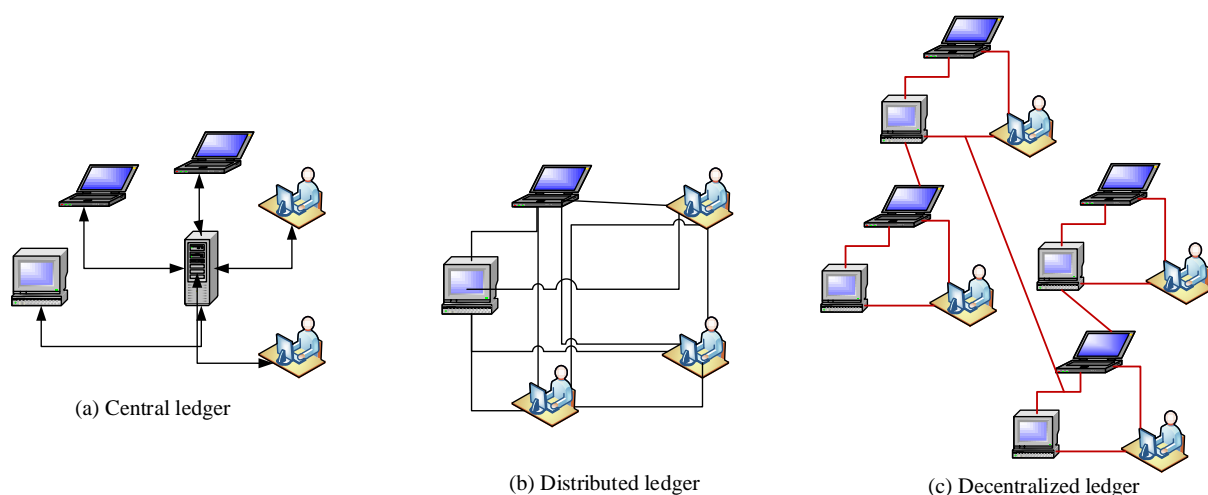 (a) Central ledger
(b) Distributed ledger
(c) Decentralized ledger